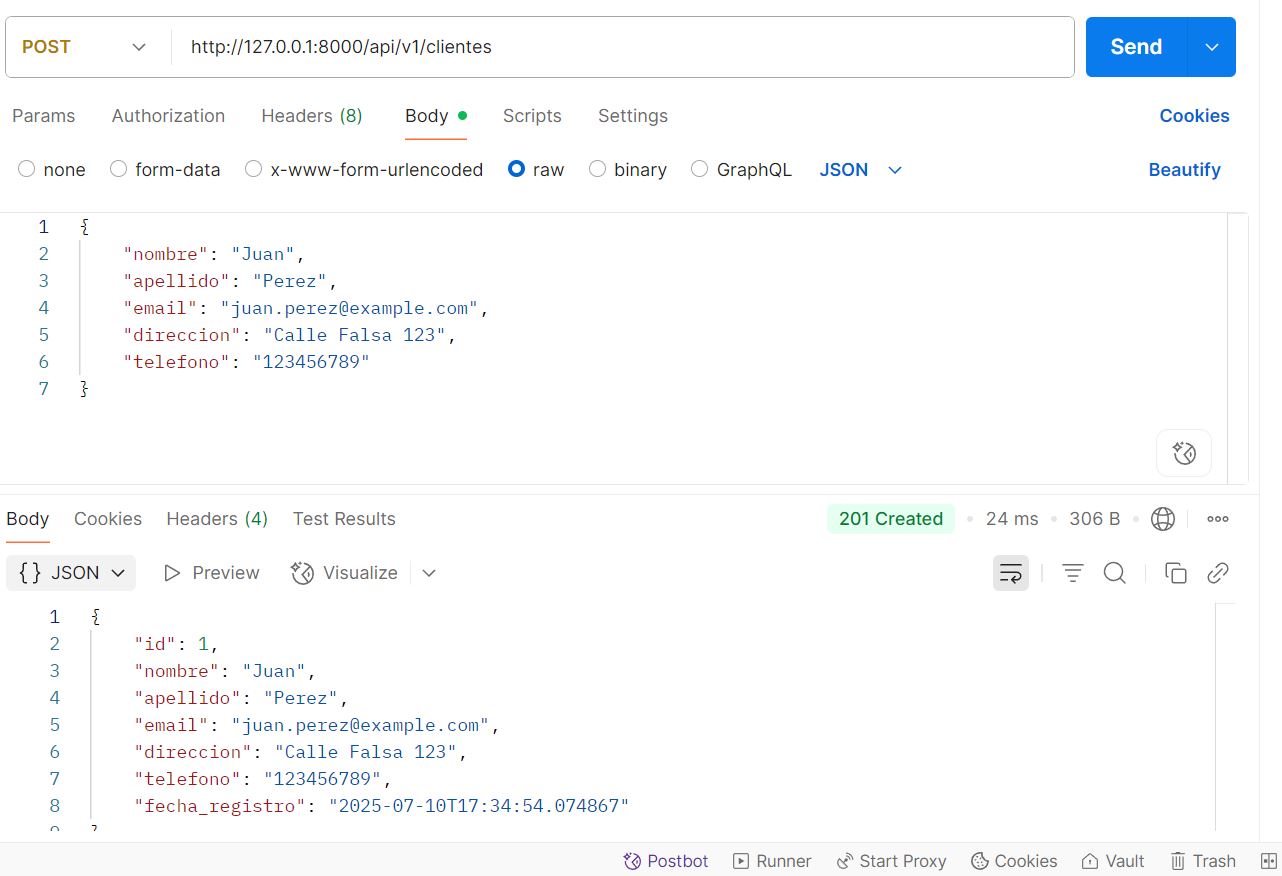 POST http://127.0.0.1:8000/api/v1/clientes Send
Params Authorization Headers (8) Body Scripts Settings Cookies
none form-data x-www-form-urlencoded raw binary GraphQL JSON Beautify
1 {
2 "nombre": "Juan",
3 "apellido": "Perez",
4 "email": "juan.perez@example.com",
5 "direccion": "Calle Falsa 123",
6 "telefono": "123456789"
7 }
Body Cookies Headers (4) Test Results 201 Created 24 ms 306 B
{} JSON Preview Visualize
1 {
2 "id": 1,
3 "nombre": "Juan",
4 "apellido": "Perez",
5 "email": "juan.perez@example.com",
6 "direccion": "Calle Falsa 123",
7 "telefono": "123456789",
8 "fecha_registro": "2025-07-10T17:34:54.074867"
Postbot Runner Start Proxy Cookies Vault Trash